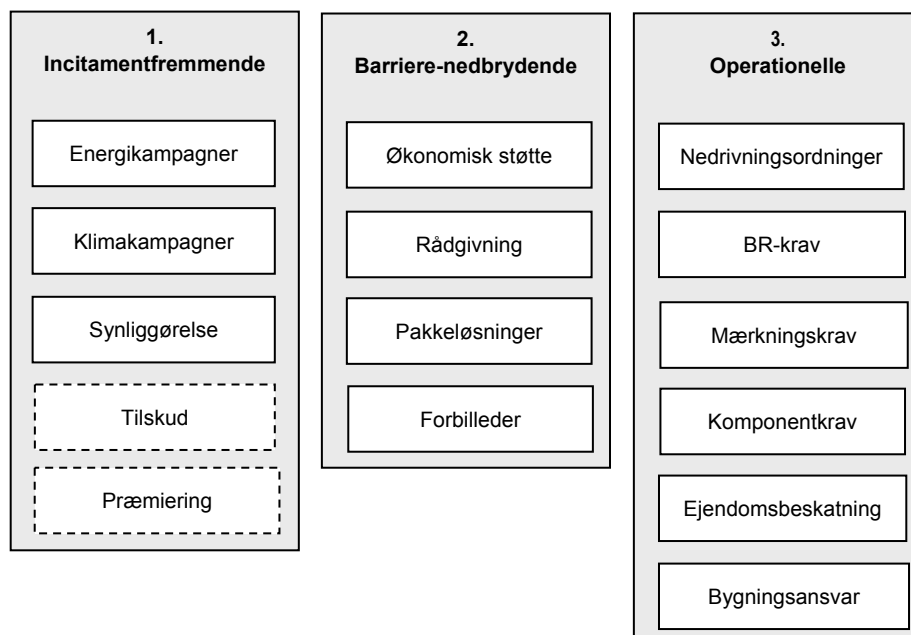 1.
Incitamentfremmende
Energikampagner
Klimakampagner
Synliggørelse
Tilskud
Præmiering
2.
Barriere-nedbrydende
Økonomisk støtte
Rådgivning
Pakkeløsninger
Forbilleder
3.
Operationelle
Nedrivningsordninger
BR-krav
Mærkningskrav
Komponentkrav
Ejendomsbeskatning
Bygningsansvar